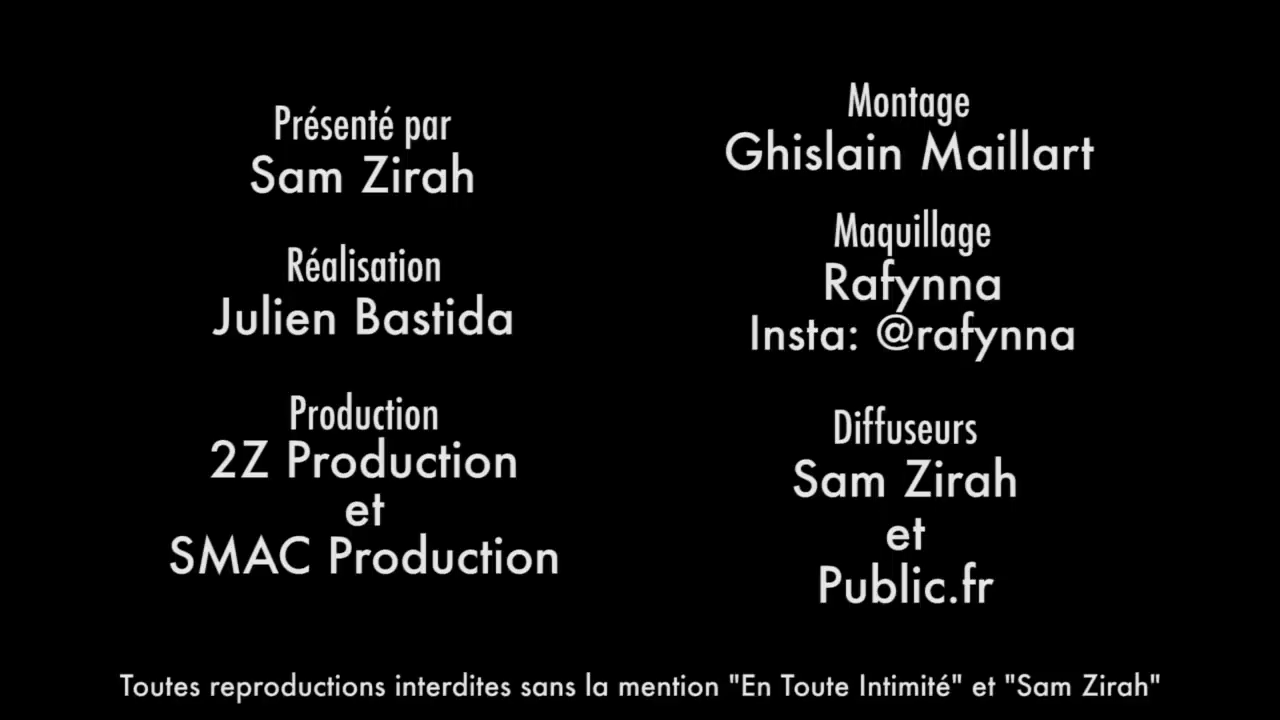 Présenté par
Sam Zirah
Réalisation
Julien Bastida
Production
2Z Production
et
SMAC Production
Montage
Ghislain Maillart
Maquillage
Rafynna
Insta: @rafynna
Diffuseurs
Sam Zirah
et
Public.fr
Toutes reproductions interdites sans la mention "En Toute Intimité" et "Sam Zirah"